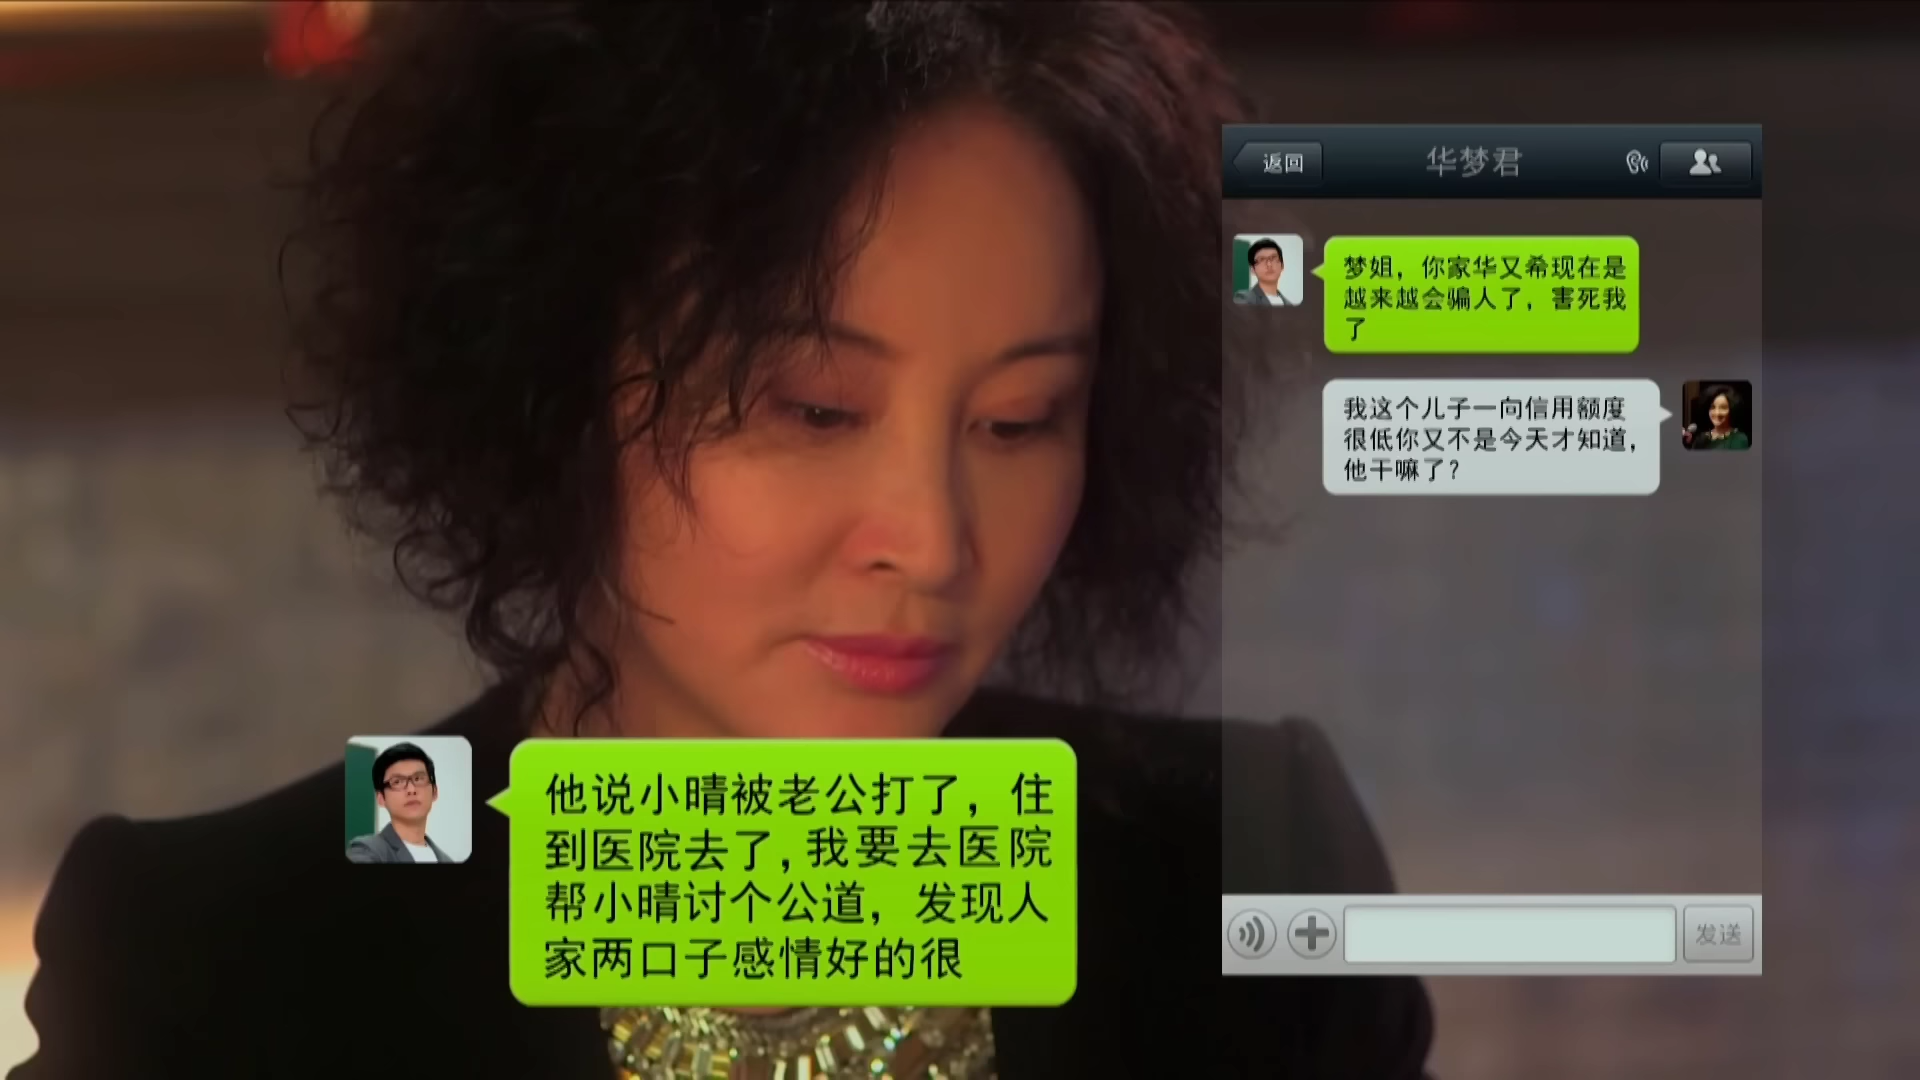 返回
华梦君
梦姐，你家华又希现在是
越来越会骗人了，害死我
了
我这个儿子一向信用额度
很低你又不是今天才知道，
他干嘛了？
他说小晴被老公打了，住
到医院去了,我要去医院
帮小晴讨个公道，发现人
家两口子感情好的很
发送